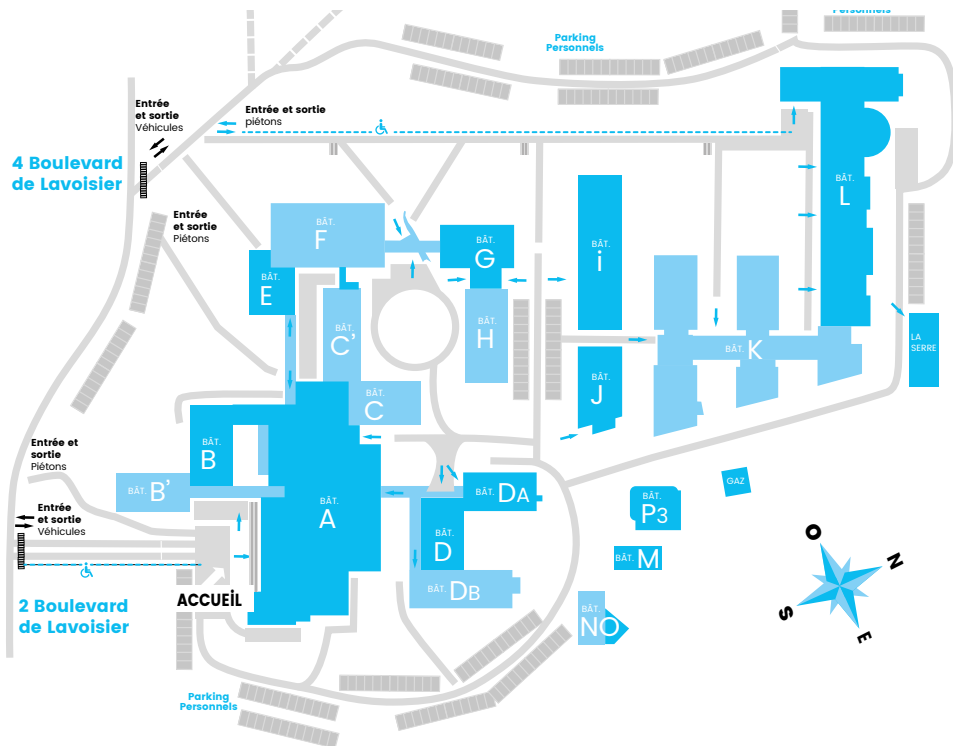 Personnels
Parking
Personnels
Entrée
et sortie
Véhicules
Entrée et sortie
piétons
4 Boulevard
de Lavoisier
Entrée et sortie
Piétons
BÂT.
F
BÂT.
G
BÂT.
E
BÂT.
i
BÂT.
L
BÂT.
C'
BÂT.
H
BÂT. K
LA
SERRE
BÂT.
J
BÂT.
C
BÂT.
B
BÂT. B'
BÂT.
A
BÂT. DA
BÂT.
D
BÂT. DB
Entrée et
sortie
Piétons
Entrée
et sortie
Véhicules
GAZ
BÂT.
P3
BÂT. M
BÂT.
NO
O
N
S
E
ACCUEiL
2 Boulevard
de Lavoisier
Parking
Personnels